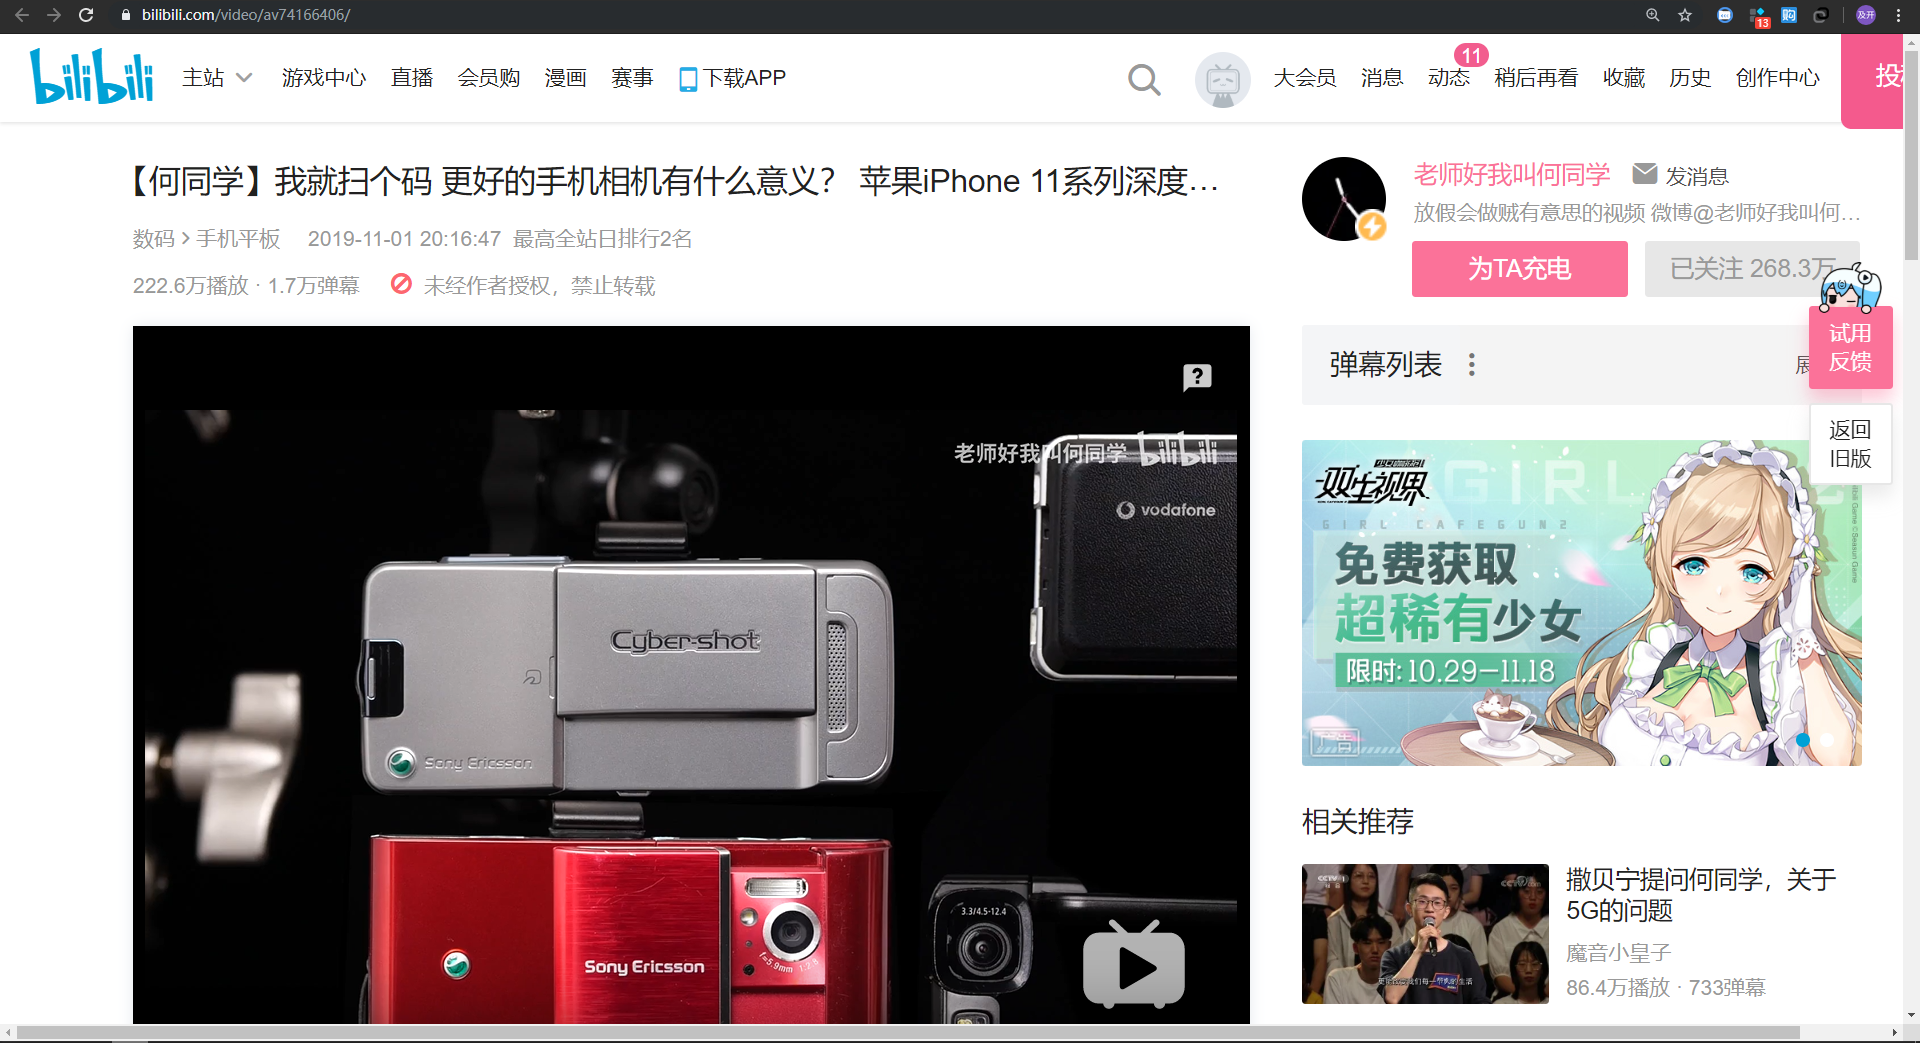 bilibili.com/video/av74166406/
13
购
及开
bilibili
主站
游戏中心
直播
会员购
漫画
赛事
下载APP
大会员
消息
动态
11
稍后再看
收藏
历史
创作中心
【何同学】我就扫个码 更好的手机相机有什么意义？ 苹果iPhone 11系列深度…
数码 > 手机平板 2019-11-01 20:16:47 最高全站日排行2名
222.6万播放 · 1.7万弹幕 未经作者授权，禁止转载
老师好我叫何同学
发消息
放假会做贼有意思的视频 微博@老师好我叫何…
为TA充电
已关注 268.3万
试用
反馈
返回
旧版
弹幕列表
老师好我叫何同学 bilibili
vodafone
Cyber-shot
Sony Ericsson
Sony Ericsson
f=5.9mm 1:2.8
3.3/4.5-12.4
双生视界
GIRL CAFEGUN2
免费获取
超稀有少女
限时:10.29—11.18
广告
相关推荐
撒贝宁提问何同学，关于
5G的问题
魔音小皇子
86.4万播放 · 733弹幕